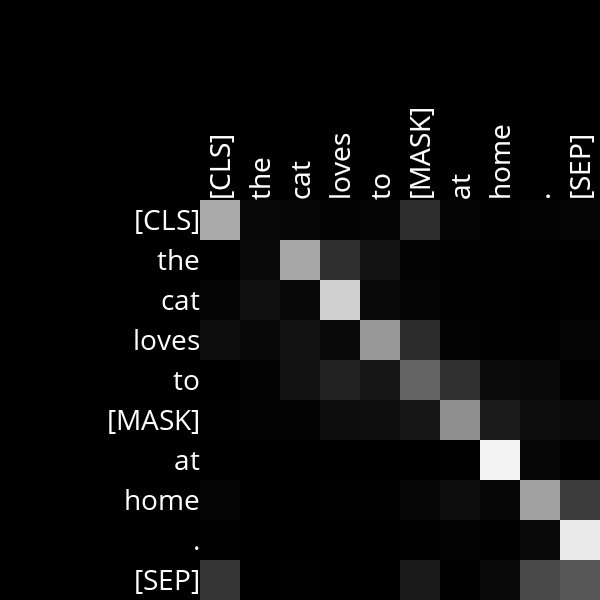 [CLS] the cat loves to [MASK] at home . [SEP]
[CLS]
the
cat
loves
to
[MASK]
at
home
.
[SEP]